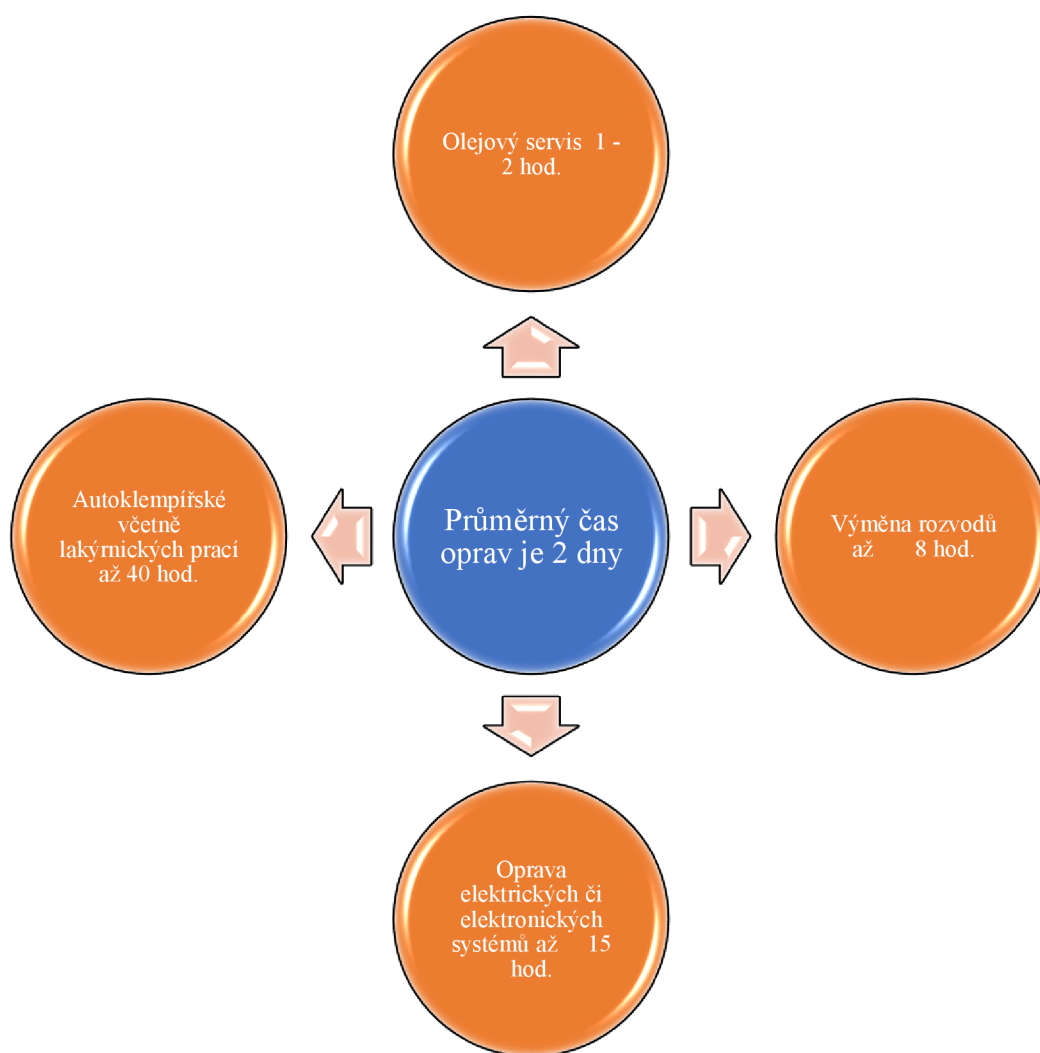 Olejový servis 1 -
2 hod.
Autoklempířské
včetně
lakýrnických prací
až 40 hod.
Průměrný čas
oprav je 2 dny
Výměna rozvodů
až 8 hod.
Oprava
elektrických či
elektronických
systémů až 15
hod.